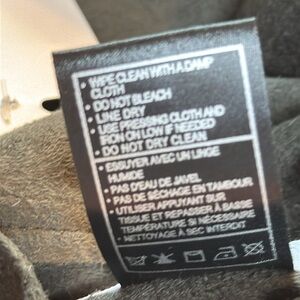 • WIPE CLEAN WITH A DAMP
CLOTH
• DO NOT BLEACH
• LINE DRY
• USE PRESSING CLOTH AND
IRON ON LOW IF NEEDED
• DO NOT DRY CLEAN
• ESSUYER AVEC UN LINGE
HUMIDE
• PAS D'EAU DE JAVEL
• PAS DE SÉCHAGE EN TAMBOUR
• UTILISER APPUYANT SUR
TISSUE ET REPASSER À BASSE
TEMPÉRATURE SI NÉCESSAIRE
• NETTOYAGE À SEC INTERDIT